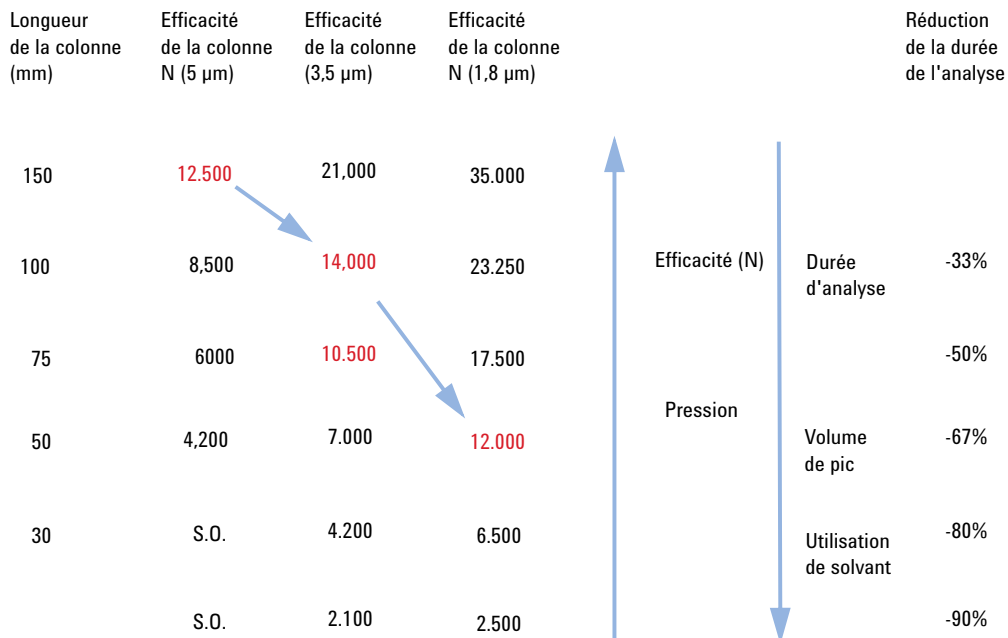 Longueur
de la colonne
(mm)
Efficacité
de la colonne
N (5 µm)
Efficacité
de la colonne
(3,5 µm)
Efficacité
de la colonne
N (1,8 µm)
Réduction
de la durée
de l'analyse
150 12.500 21,000 35.000
100 8,500 14,000 23.250 Efficacité (N) Durée -33%
d'analyse
75 6000 10.500 17.500 -50%
Pression
50 4,200 7.000 12.000 Volume -67%
de pic
30 S.O. 4.200 6.500 Utilisation -80%
de solvant
S.O. 2.100 2.500 -90%